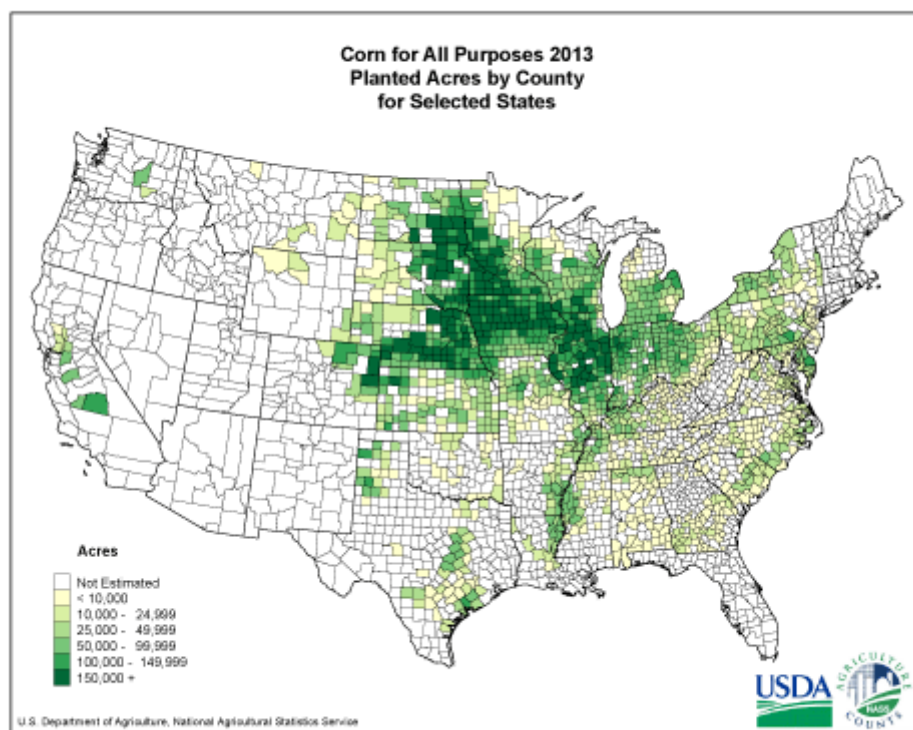 Corn for All Purposes 2013
Planted Acres by County
for Selected States
Acres
Not Estimated
< 10,000
10,000 - 24,999
25,000 - 49,999
50,000 - 99,999
100,000 - 149,999
150,000 +
U.S. Department of Agriculture, National Agricultural Statistics Service
USDA
AGRICULTURE
NASS
COUNTS